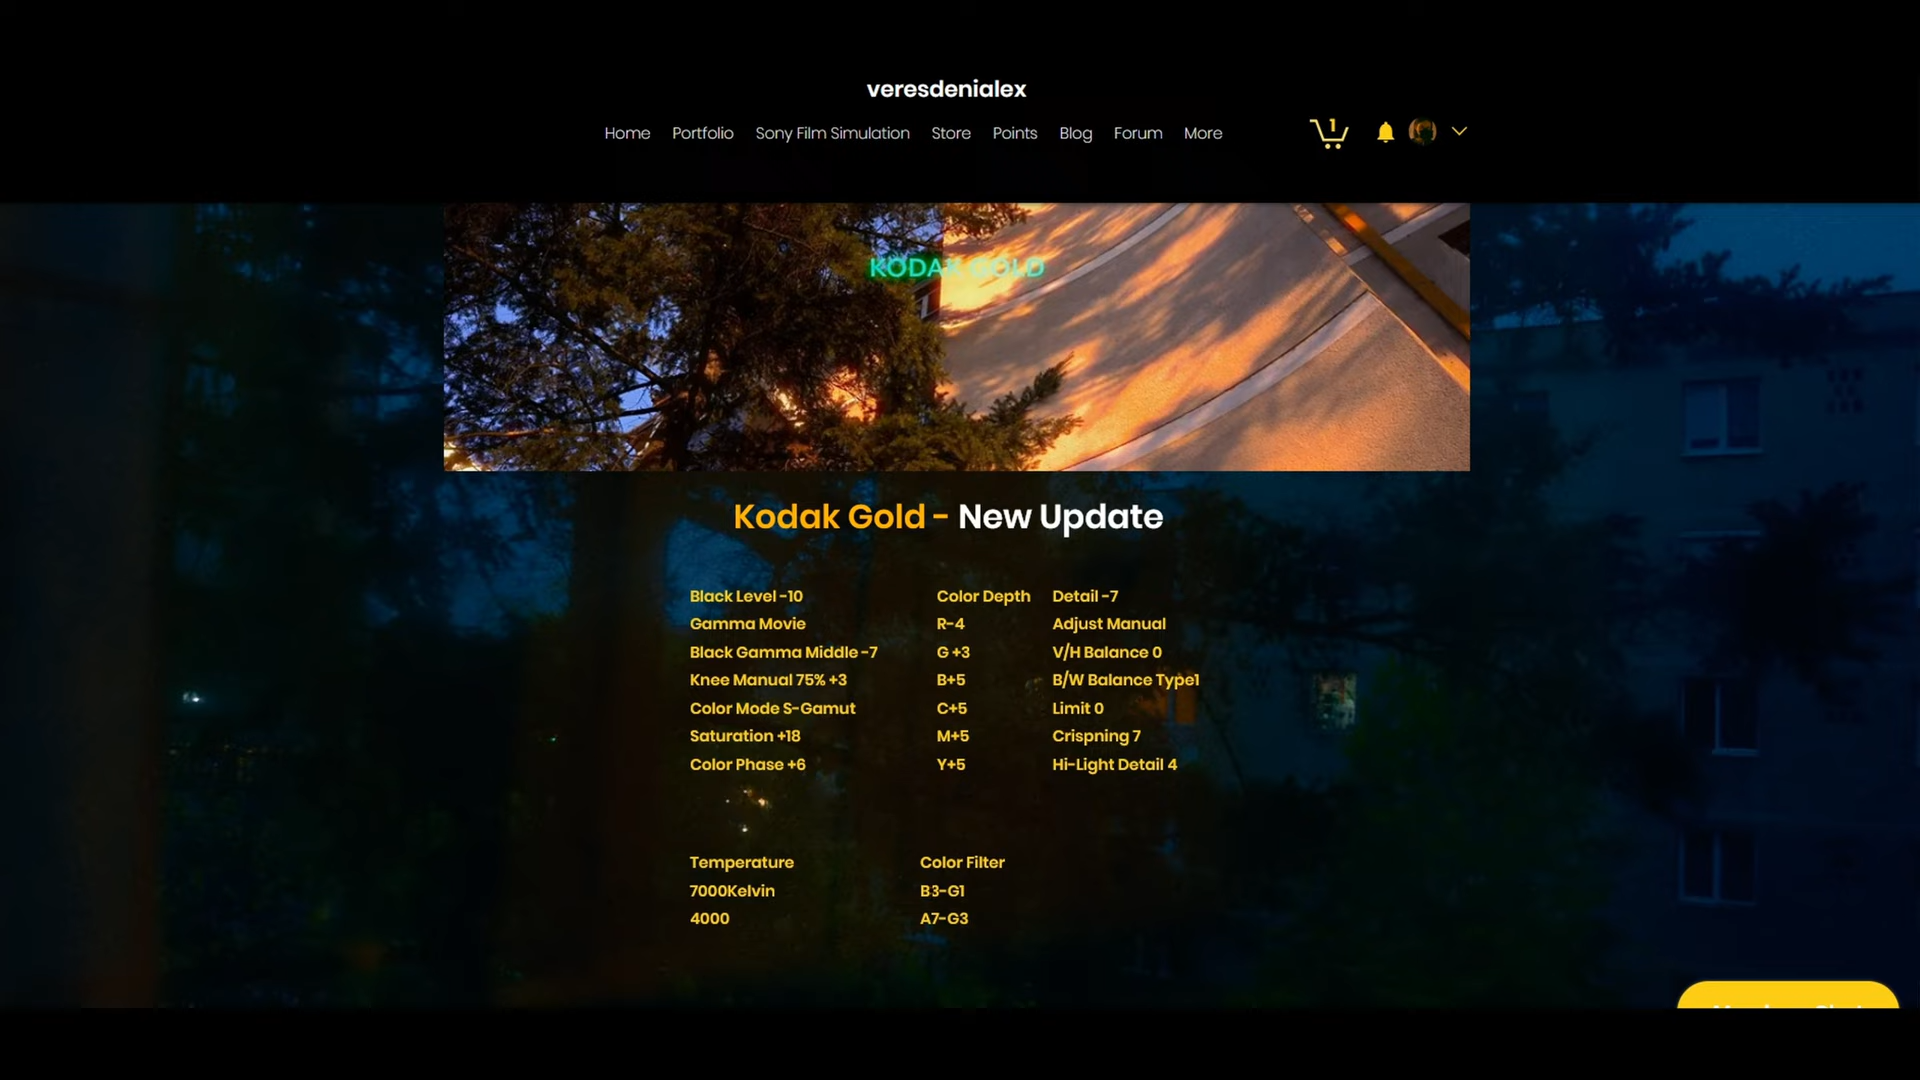 veresdenialex
Home Portfolio Sony Film Simulation Store Points Blog Forum More
1
KODAK GOLD
Kodak Gold - New Update
Black Level -10
Gamma Movie
Black Gamma Middle -7
Knee Manual 75% +3
Color Mode S-Gamut
Saturation +18
Color Phase +6
Color Depth
R-4
G +3
B+5
C+5
M+5
Y+5
Detail -7
Adjust Manual
V/H Balance 0
B/W Balance Type1
Limit 0
Crispning 7
Hi-Light Detail 4
Temperature
7000Kelvin
4000
Color Filter
B3-G1
A7-G3